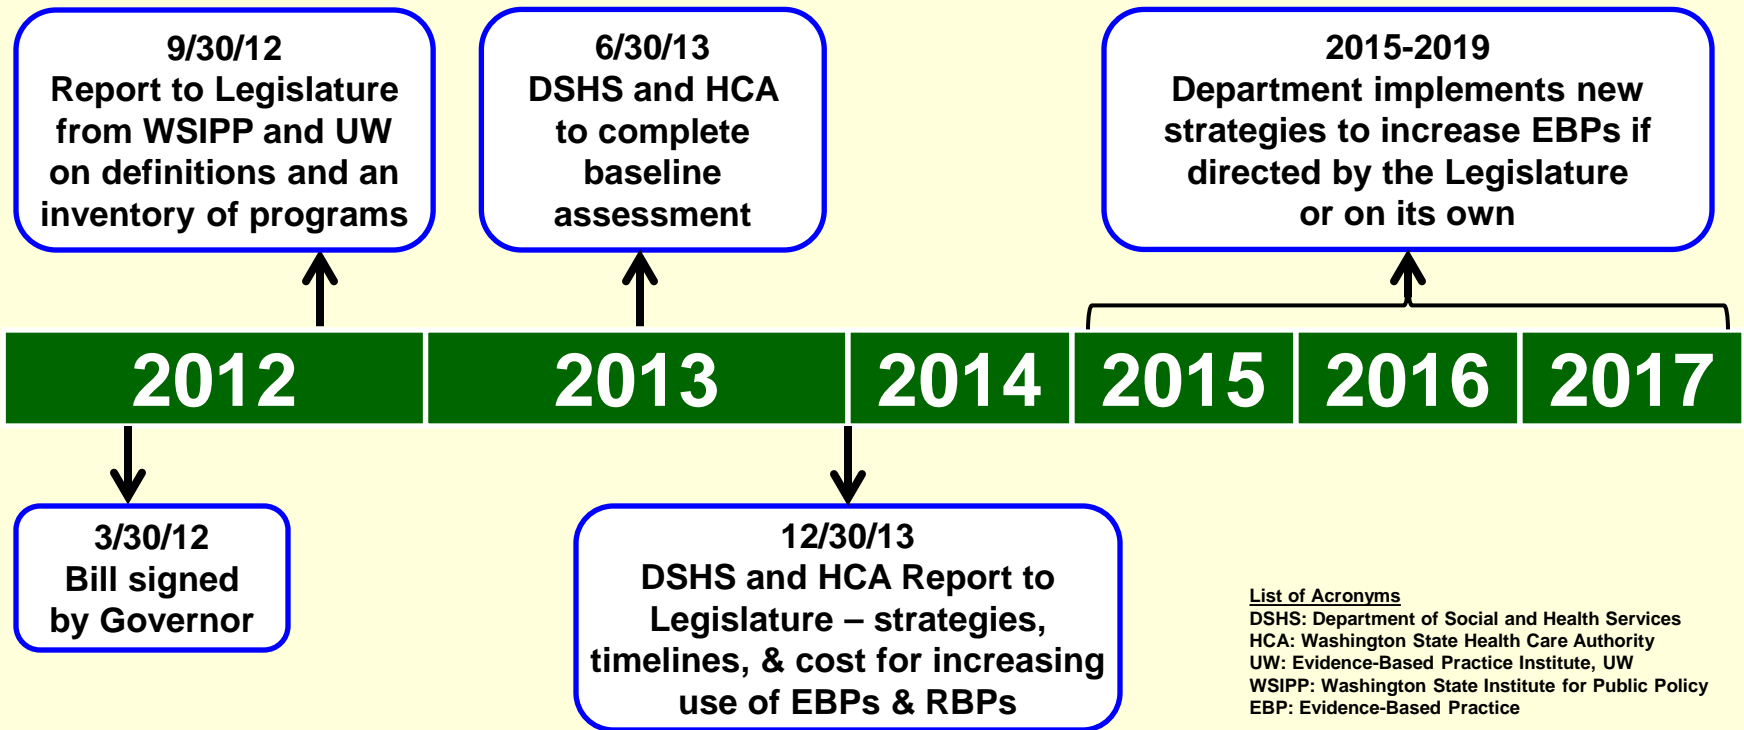 9/30/12
Report to Legislature
from WSIPP and UW
on definitions and an
inventory of programs
6/30/13
DSHS and HCA
to complete
baseline
assessment
2015-2019
Department implements new
strategies to increase EBPs if
directed by the Legislature
or on its own
2012
2013
2014
2015
2016
2017
3/30/12
Bill signed
by Governor
12/30/13
DSHS and HCA Report to
Legislature – strategies,
timelines, & cost for increasing
use of EBPs & RBPs
List of Acronyms
DSHS: Department of Social and Health Services
HCA: Washington State Health Care Authority
UW: Evidence-Based Practice Institute, UW
WSIPP: Washington State Institute for Public Policy
EBP: Evidence-Based Practice